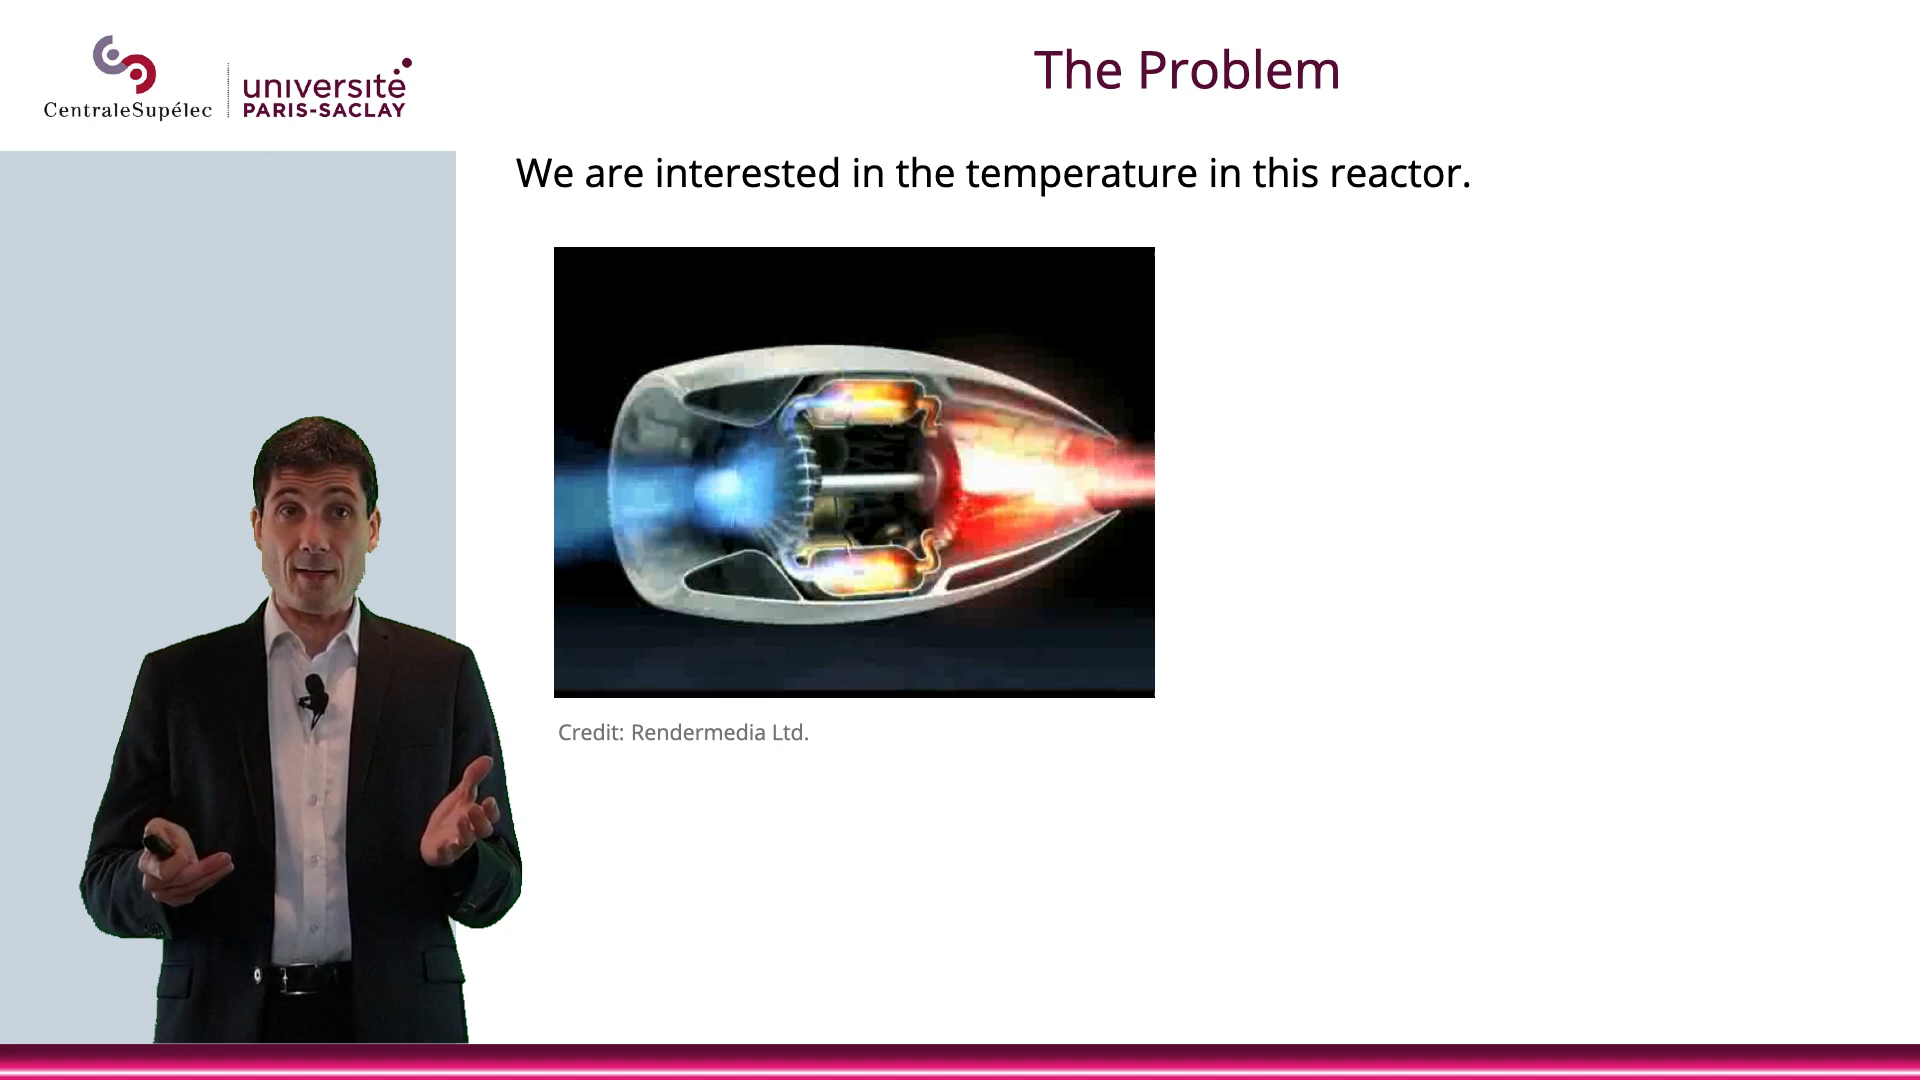 CentraleSupélec
université
PARIS-SACLAY
The Problem
We are interested in the temperature in this reactor.
Credit: Rendermedia Ltd.